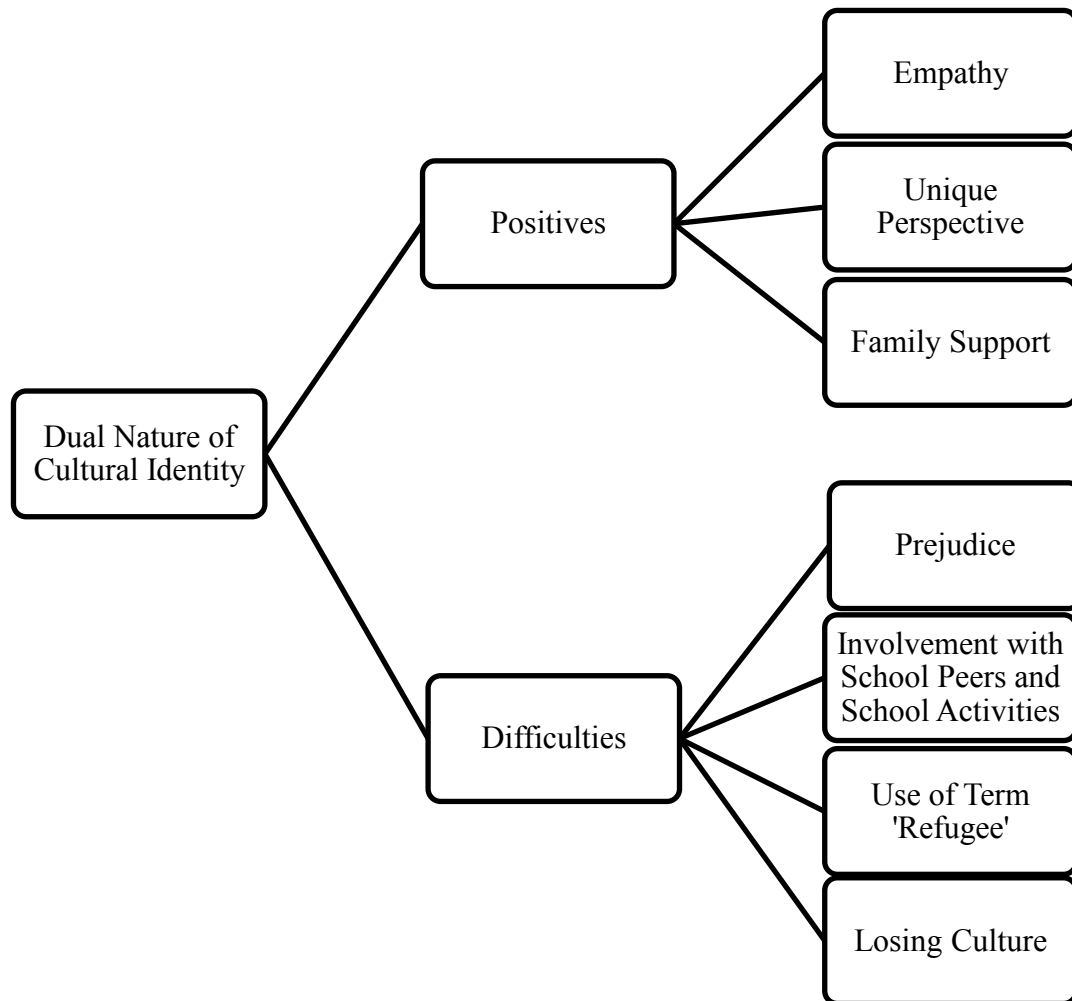 Dual Nature of
Cultural Identity
Positives
Empathy
Unique
Perspective
Family Support
Difficulties
Prejudice
Involvement with
School Peers and
School Activities
Use of Term
'Refugee'
Losing Culture